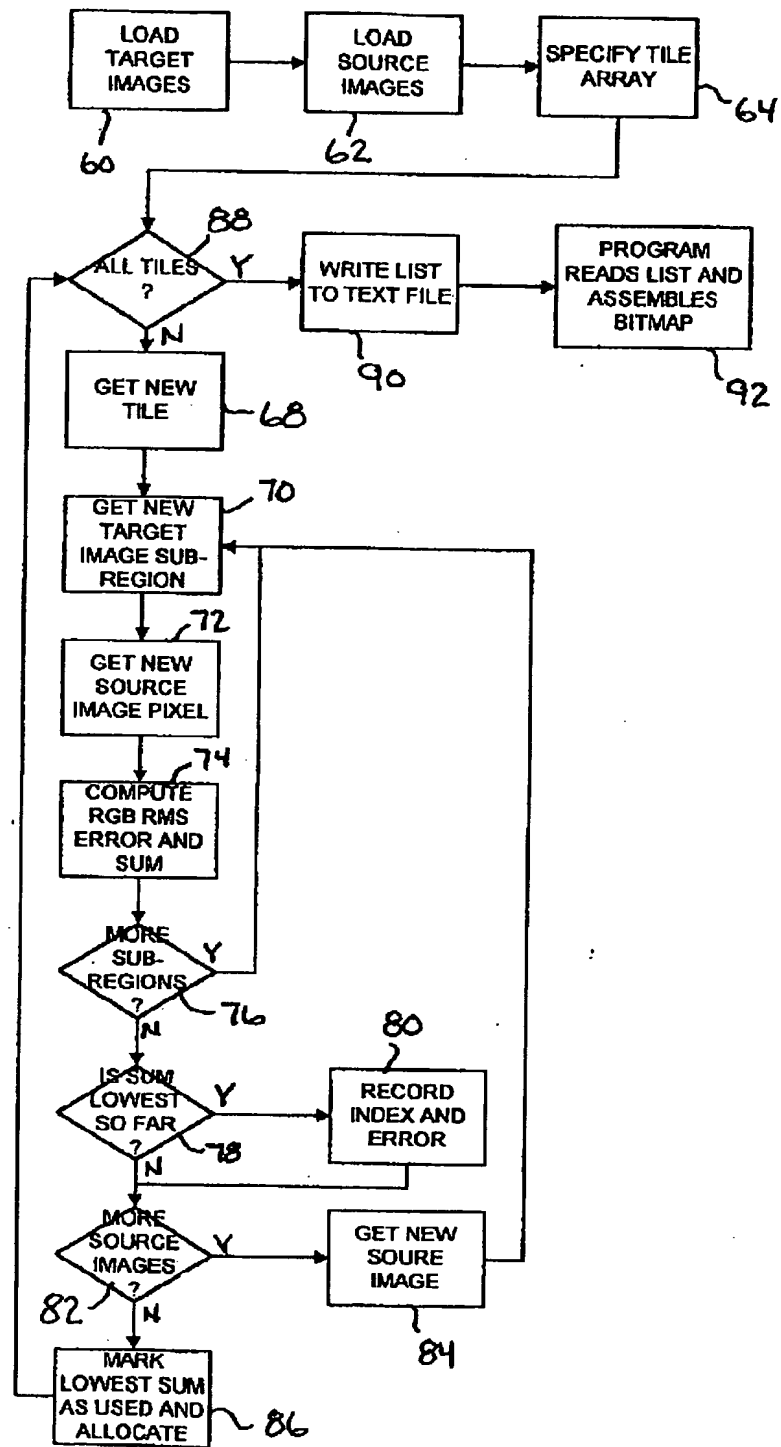 LOAD
TARGET
IMAGES
60
LOAD
SOURCE
IMAGES
62
SPECIFY TILE
ARRAY
64
ALL TILES
?
88
Y
N
WRITE LIST
TO TEXT FILE
90
PROGRAM
READS LIST AND
ASSEMBLES
BITMAP
92
GET NEW
TILE
68
GET NEW
TARGET
IMAGE SUB-
REGION
70
GET NEW
SOURCE
IMAGE PIXEL
72
COMPUTE
RGB RMS
ERROR AND
SUM
74
MORE
SUB-
REGIONS
?
76
Y
N
IS SUM
LOWEST
SO FAR
?
78
Y
N
RECORD
INDEX AND
ERROR
80
MORE
SOURCE
IMAGES
?
82
Y
N
GET NEW
SOURE
IMAGE
84
MARK
LOWEST SUM
AS USED AND
ALLOCATE
86